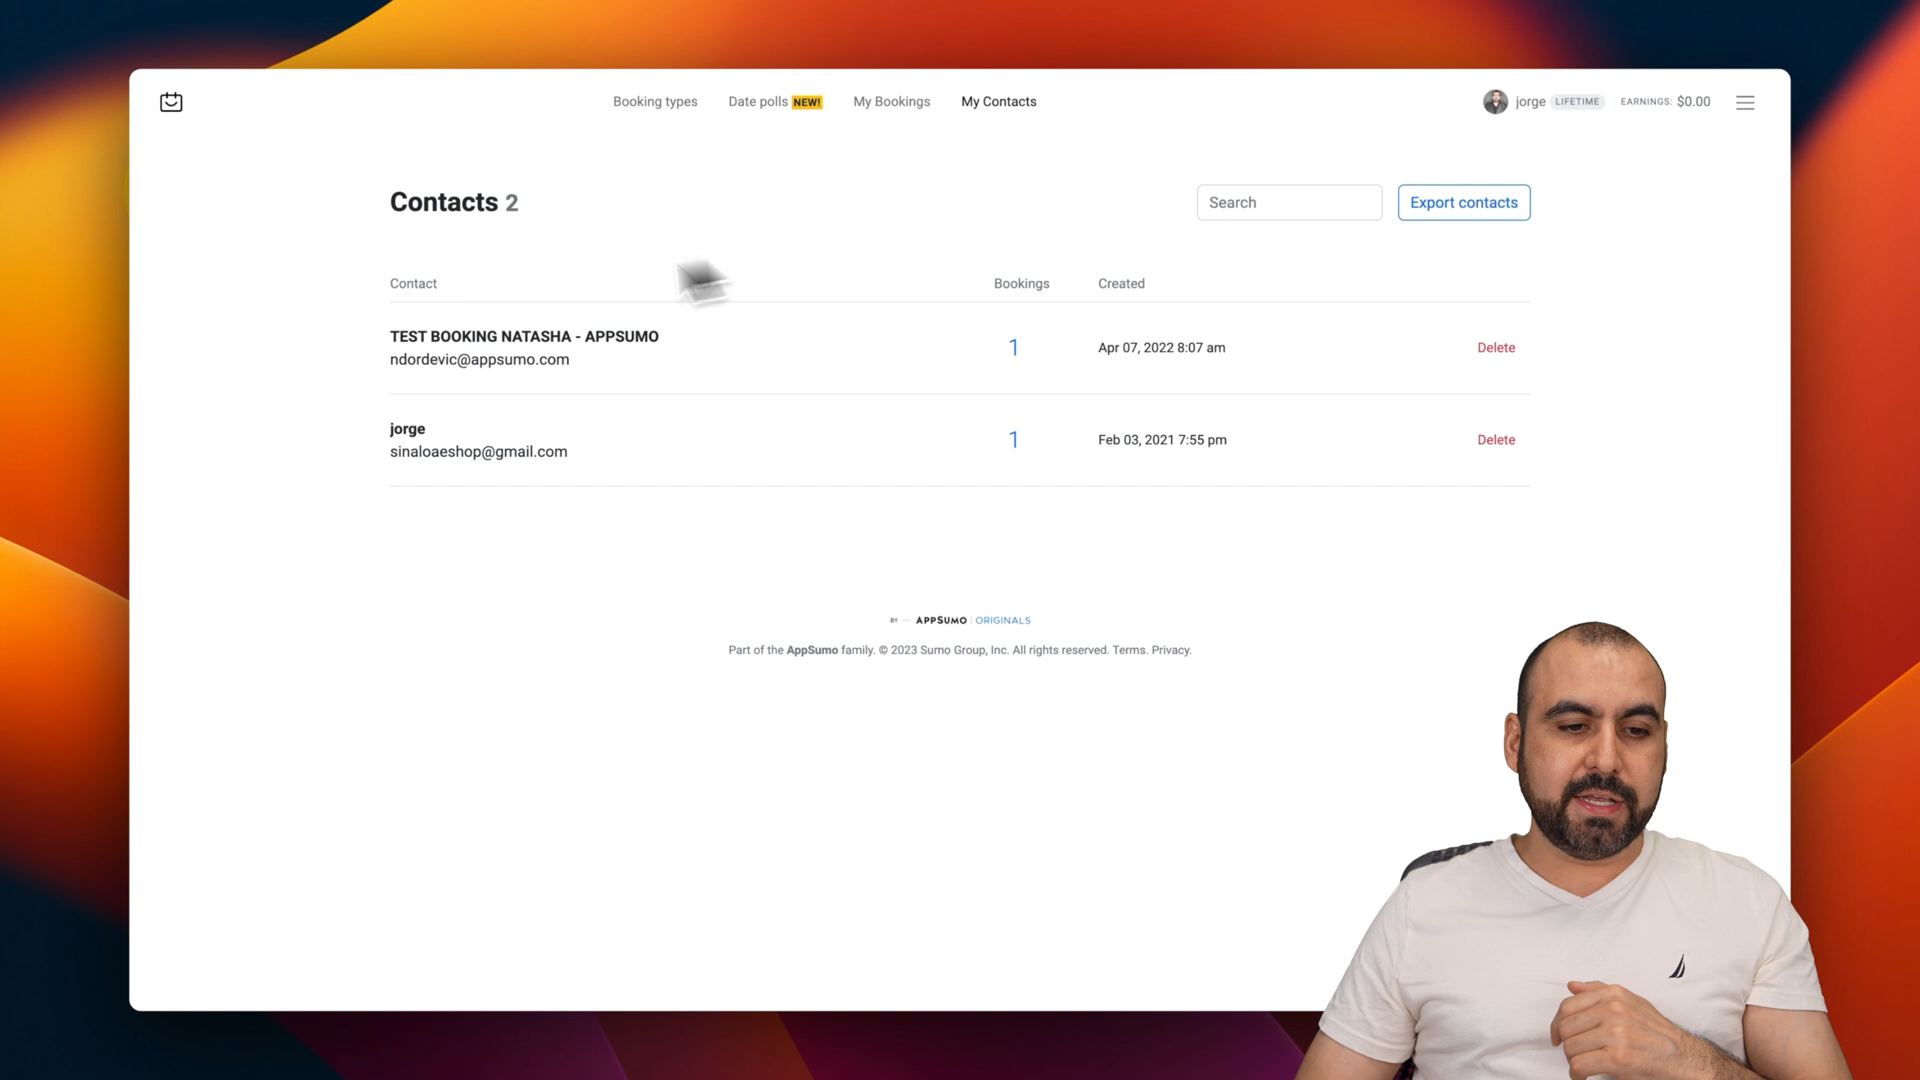 Booking types
Date polls NEW!
My Bookings
My Contacts
jorge LIFETIME
EARNINGS: $0.00
Contacts 2
Search
Export contacts
Contact
Bookings
Created
TEST BOOKING NATASHA - APPSUMO
ndordevic@appsumo.com
1
Apr 07, 2022 8:07 am
Delete
jorge
sinaloaeshop@gmail.com
1
Feb 03, 2021 7:55 pm
Delete
BY — APPSUMO | ORIGINALS
Part of the AppSumo family. © 2023 Sumo Group, Inc. All rights reserved. Terms. Privacy.